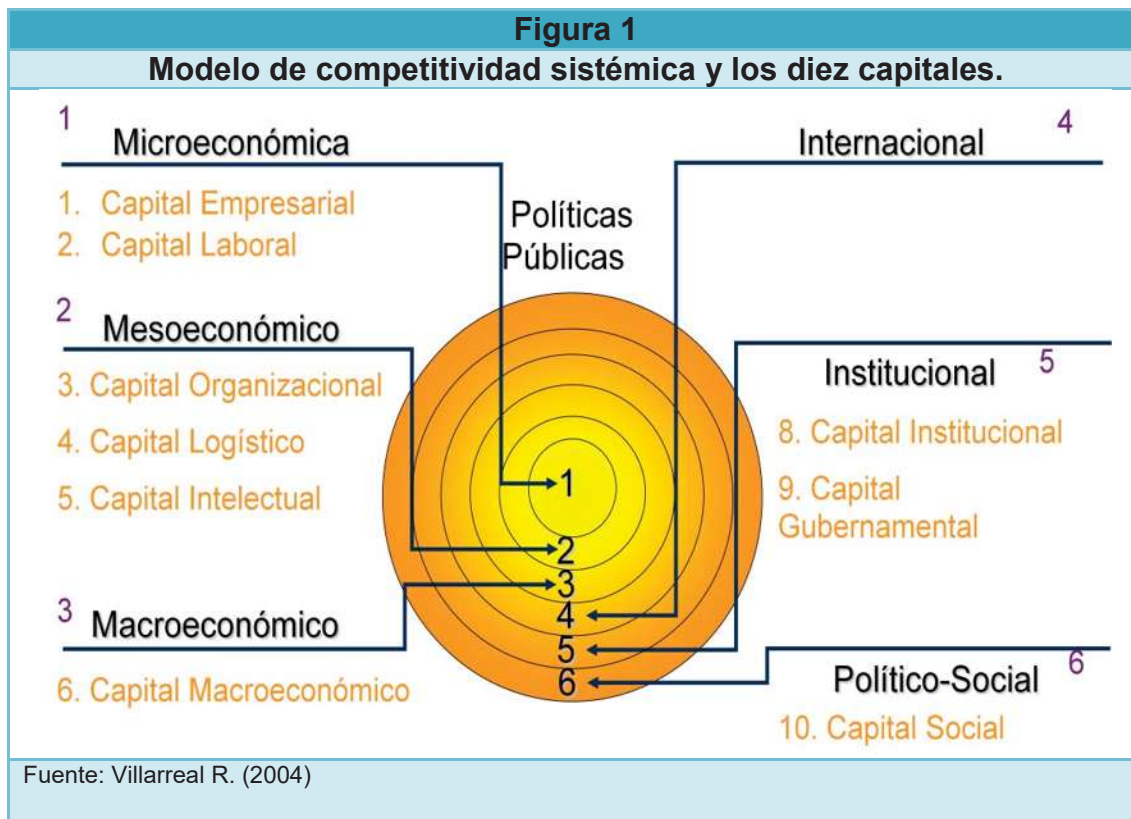 Figura 1
Modelo de competitividad sistémica y los diez capitales.
1
Microeconómica
1. Capital Empresarial
2. Capital Laboral
2
Mesoeconómico
3. Capital Organizacional
4. Capital Logístico
5. Capital Intelectual
3
Macroeconómico
6. Capital Macroeconómico
Políticas
Públicas
1
2
3
4
5
6
4
Internacional
Institucional
5
8. Capital Institucional
9. Capital
Gubernamental
Político-Social
6
10. Capital Social
Fuente: Villarreal R. (2004)